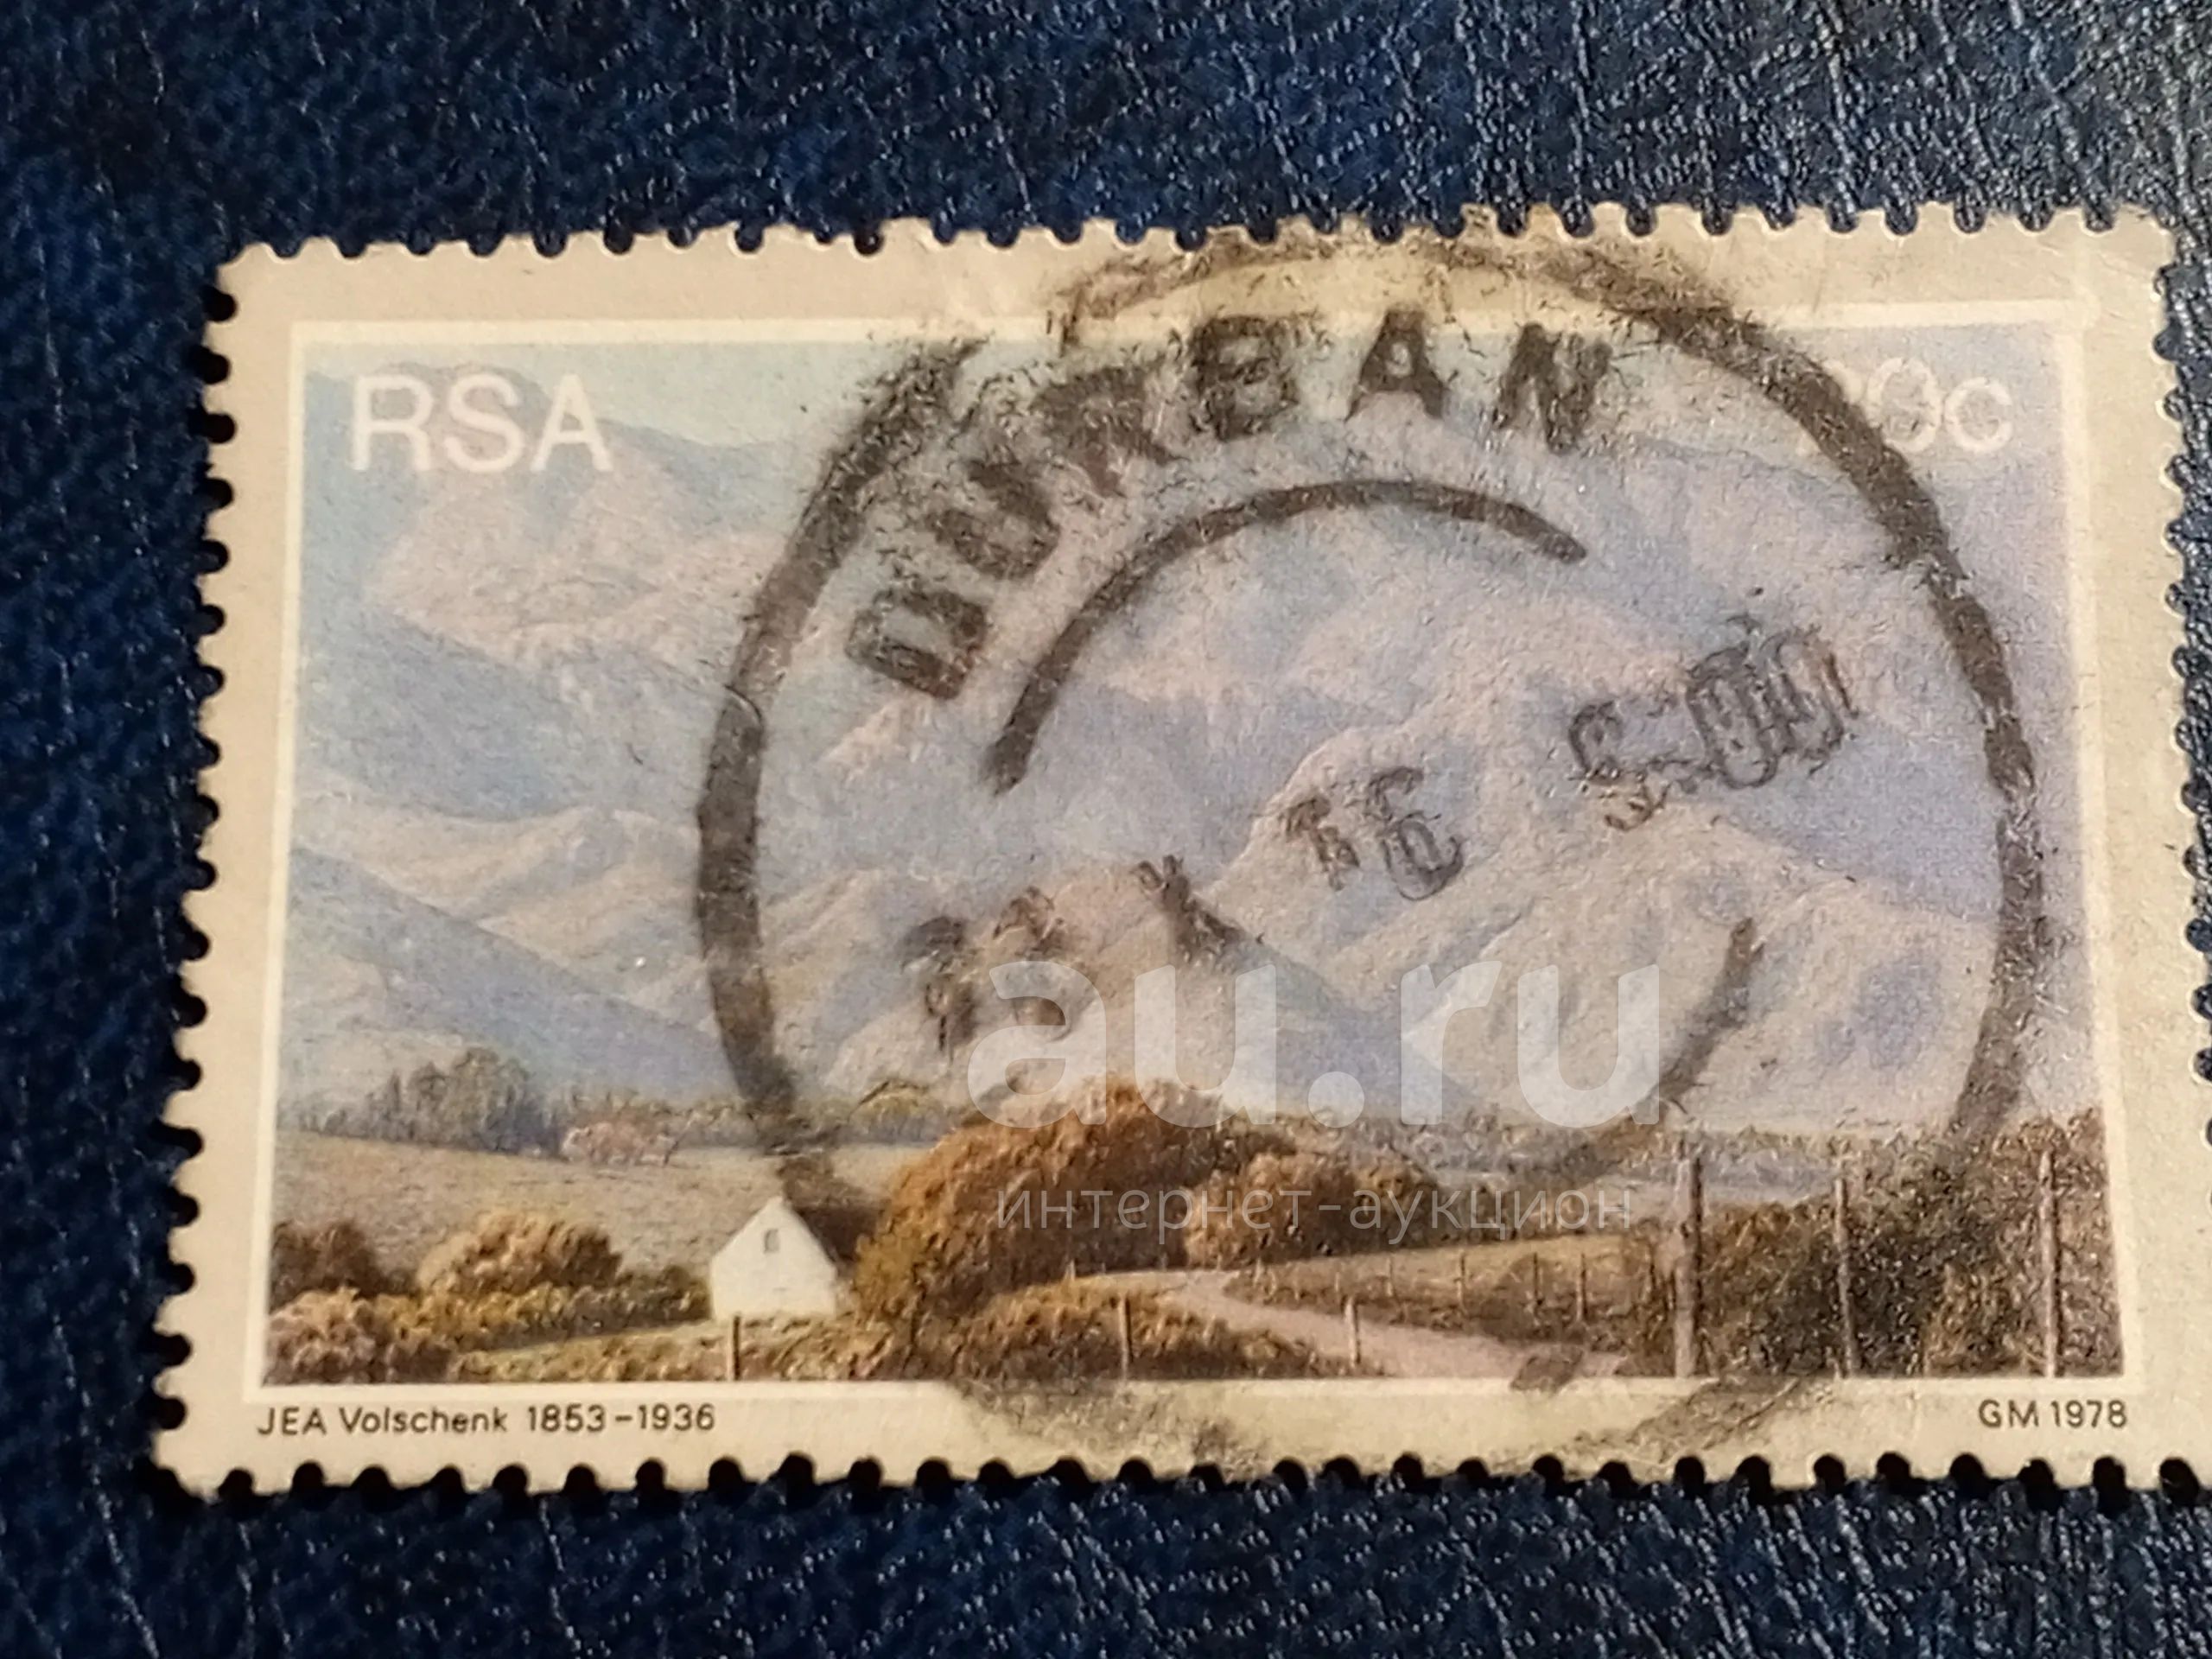 RSA
DURBAN
au.ru
интернет-аукцион
JEA Volschenk 1853-1936
GM 1978